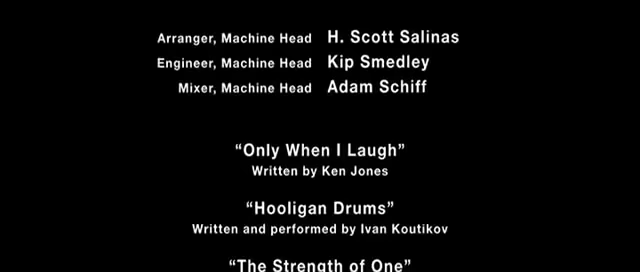 Arranger, Machine Head H. Scott Salinas
Engineer, Machine Head Kip Smedley
Mixer, Machine Head Adam Schiff
“Only When I Laugh”
Written by Ken Jones
“Hooligan Drums”
Written and performed by Ivan Koutikov
“The Strength of One”